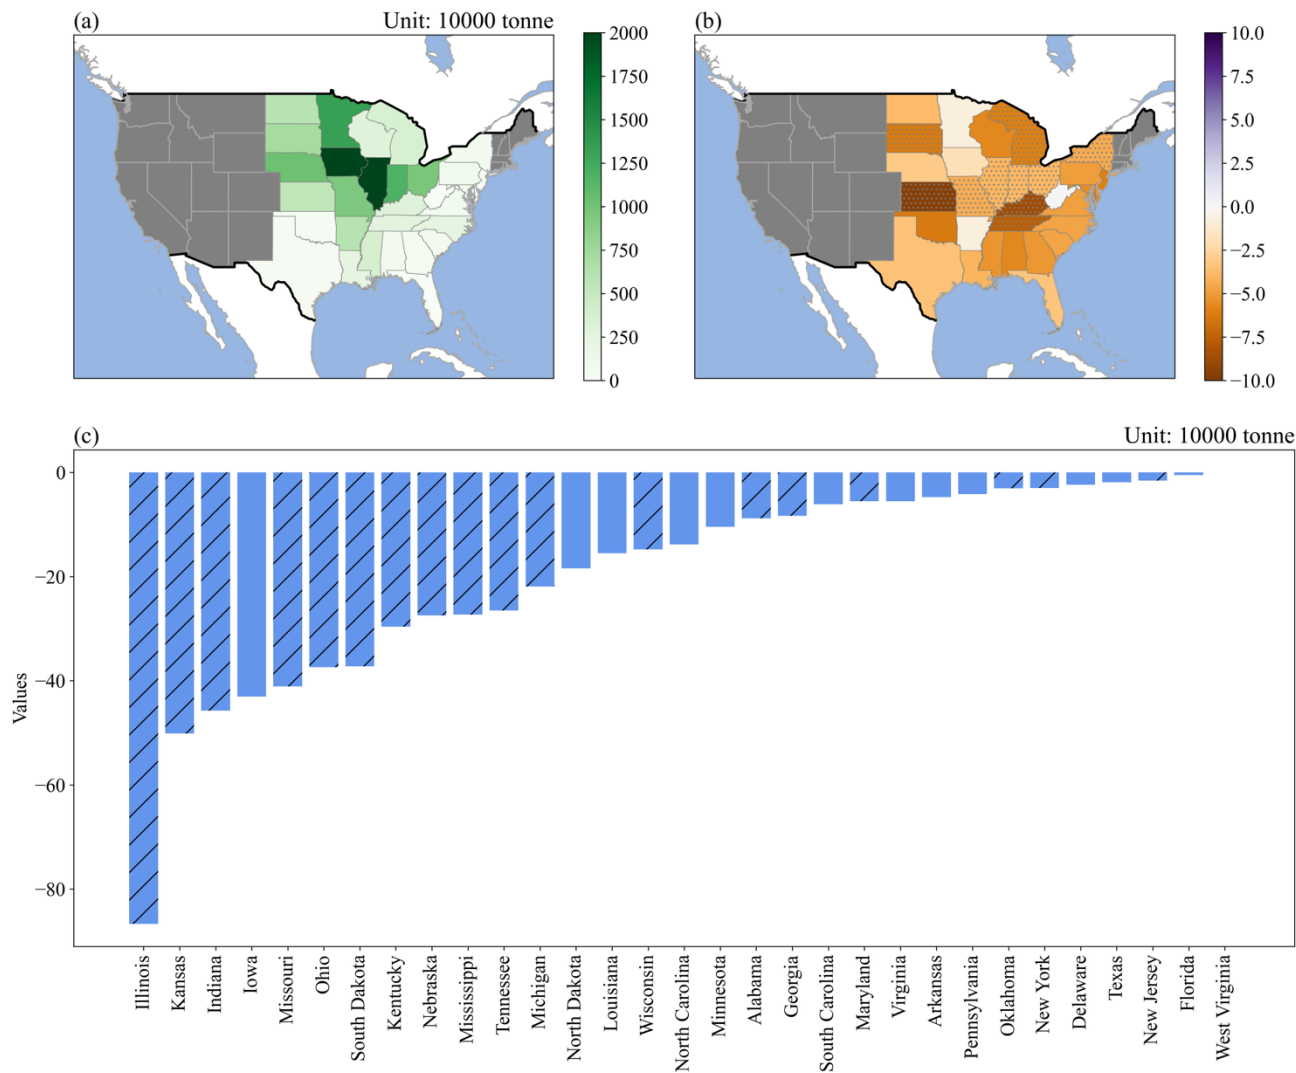 (a)
Unit: 10000 tonne
2000
1750
1500
1250
1000
750
500
250
0
(b)
10.0
7.5
5.0
2.5
0.0
−2.5
−5.0
−7.5
−10.0
(c)
Unit: 10000 tonne
0
−20
−40
−60
−80
Values
Illinois
Kansas
Indiana
Iowa
Missouri
Ohio
South Dakota
Kentucky
Nebraska
Mississippi
Tennessee
Michigan
North Dakota
Louisiana
Wisconsin
North Carolina
Minnesota
Alabama
Georgia
South Carolina
Maryland
Virginia
Arkansas
Pennsylvania
Oklahoma
New York
Delaware
Texas
New Jersey
Florida
West Virginia